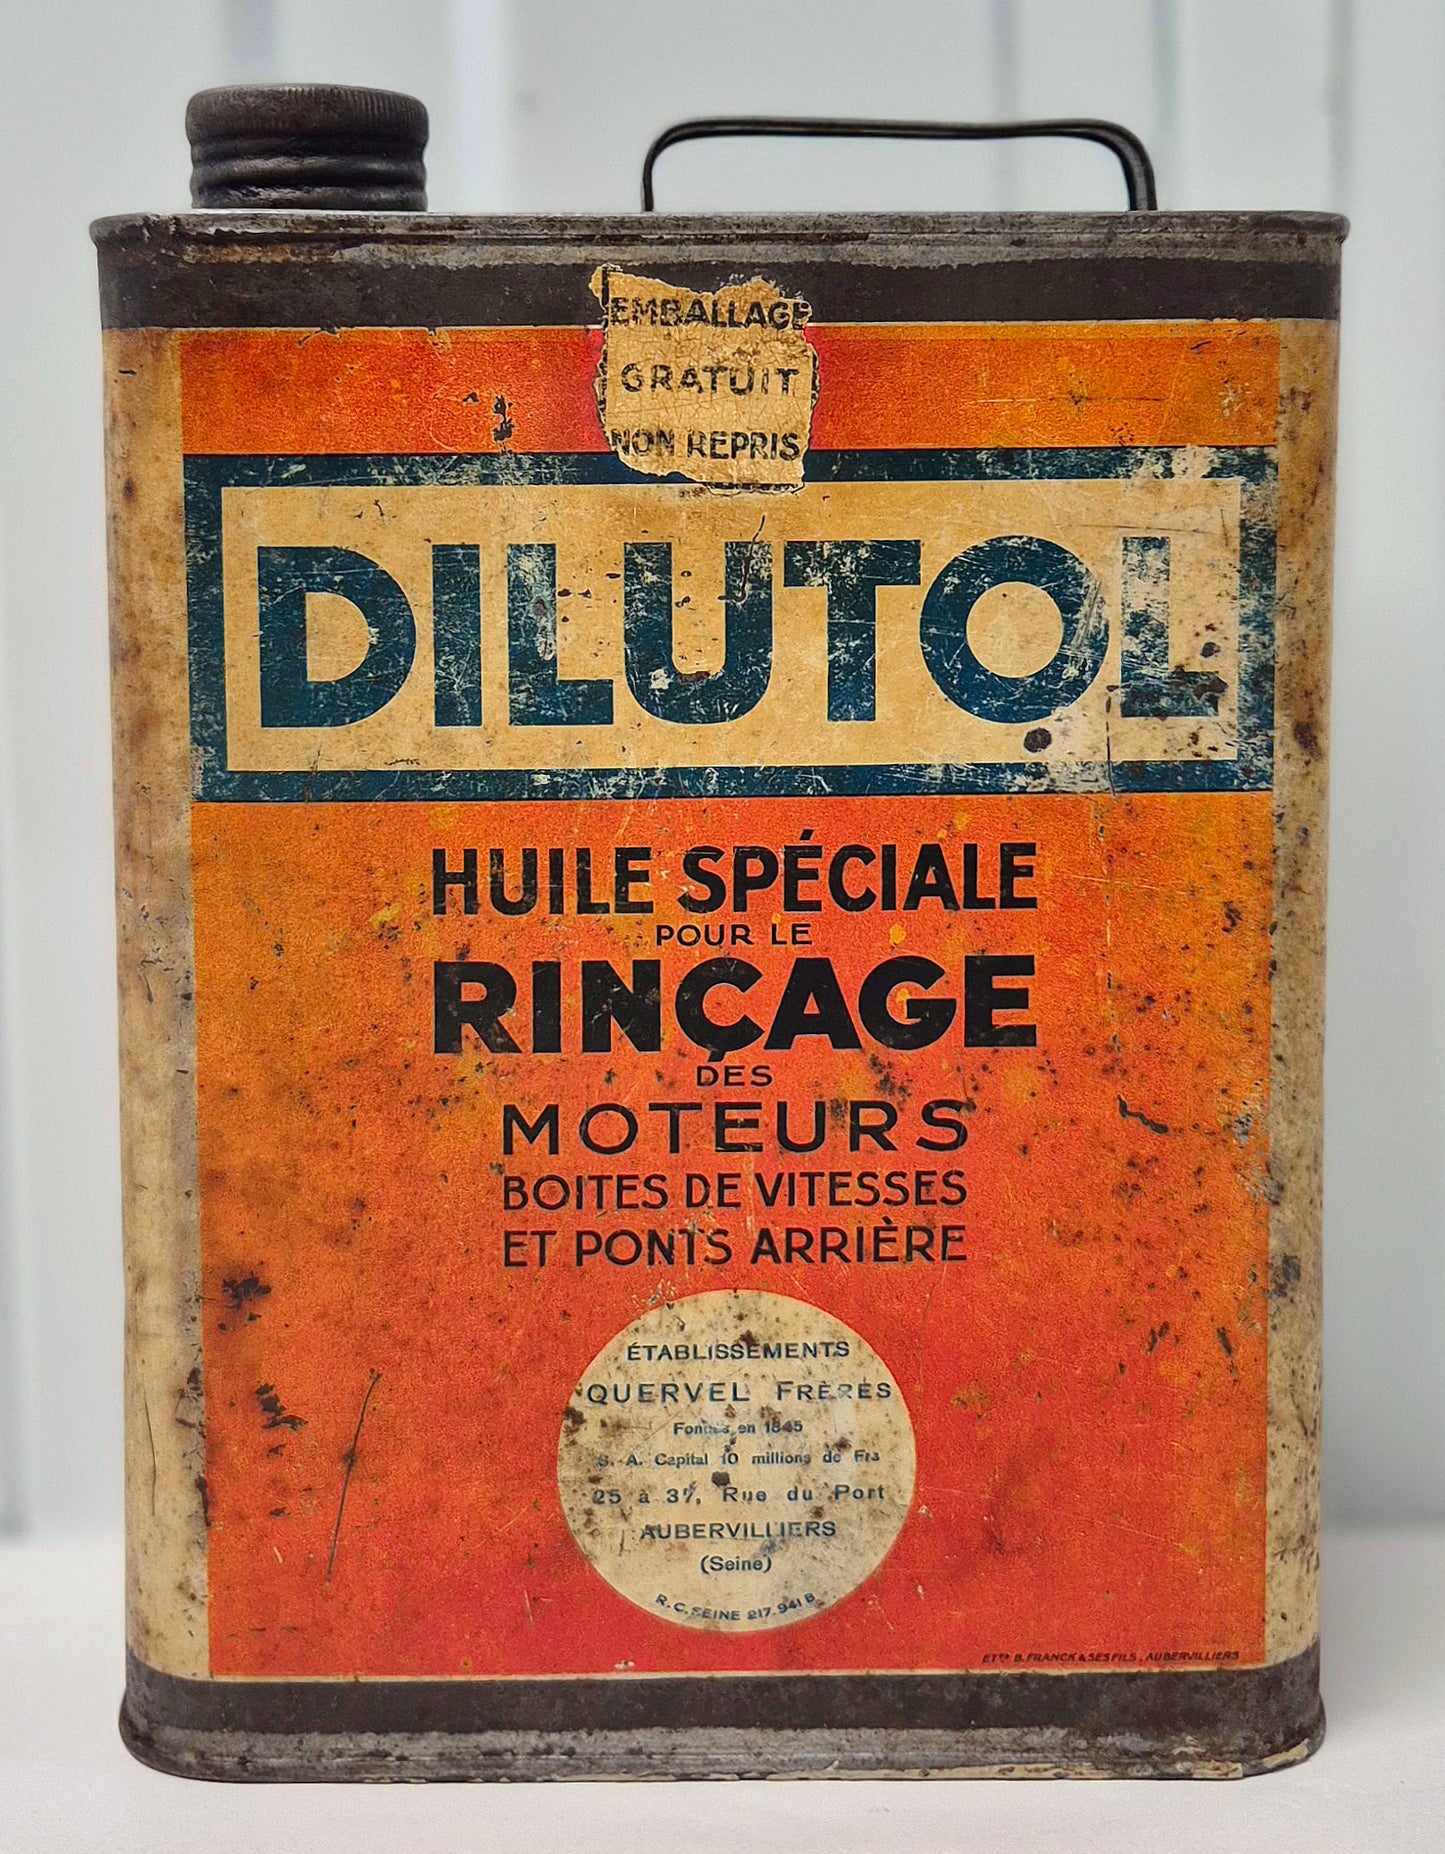 EMBALLAGE
GRATUIT
NON REPRIS
DILUTOL
HUILE SPÉCIALE
POUR LE
RINÇAGE
DES
MOTEURS
BOITES DE VITESSES
ET PONTS ARRIÈRE
ÉTABLISSEMENTS
QUERVEL FRÈRES
Fondés en 1845
S. A. Capital 10 millions de Frs
25 à 37, Rue du Port
AUBERVILLIERS
(Seine)
R.C. SEINE 217.941 B
ETTS B. FRANCK & SES FILS . AUBERVILLIERS